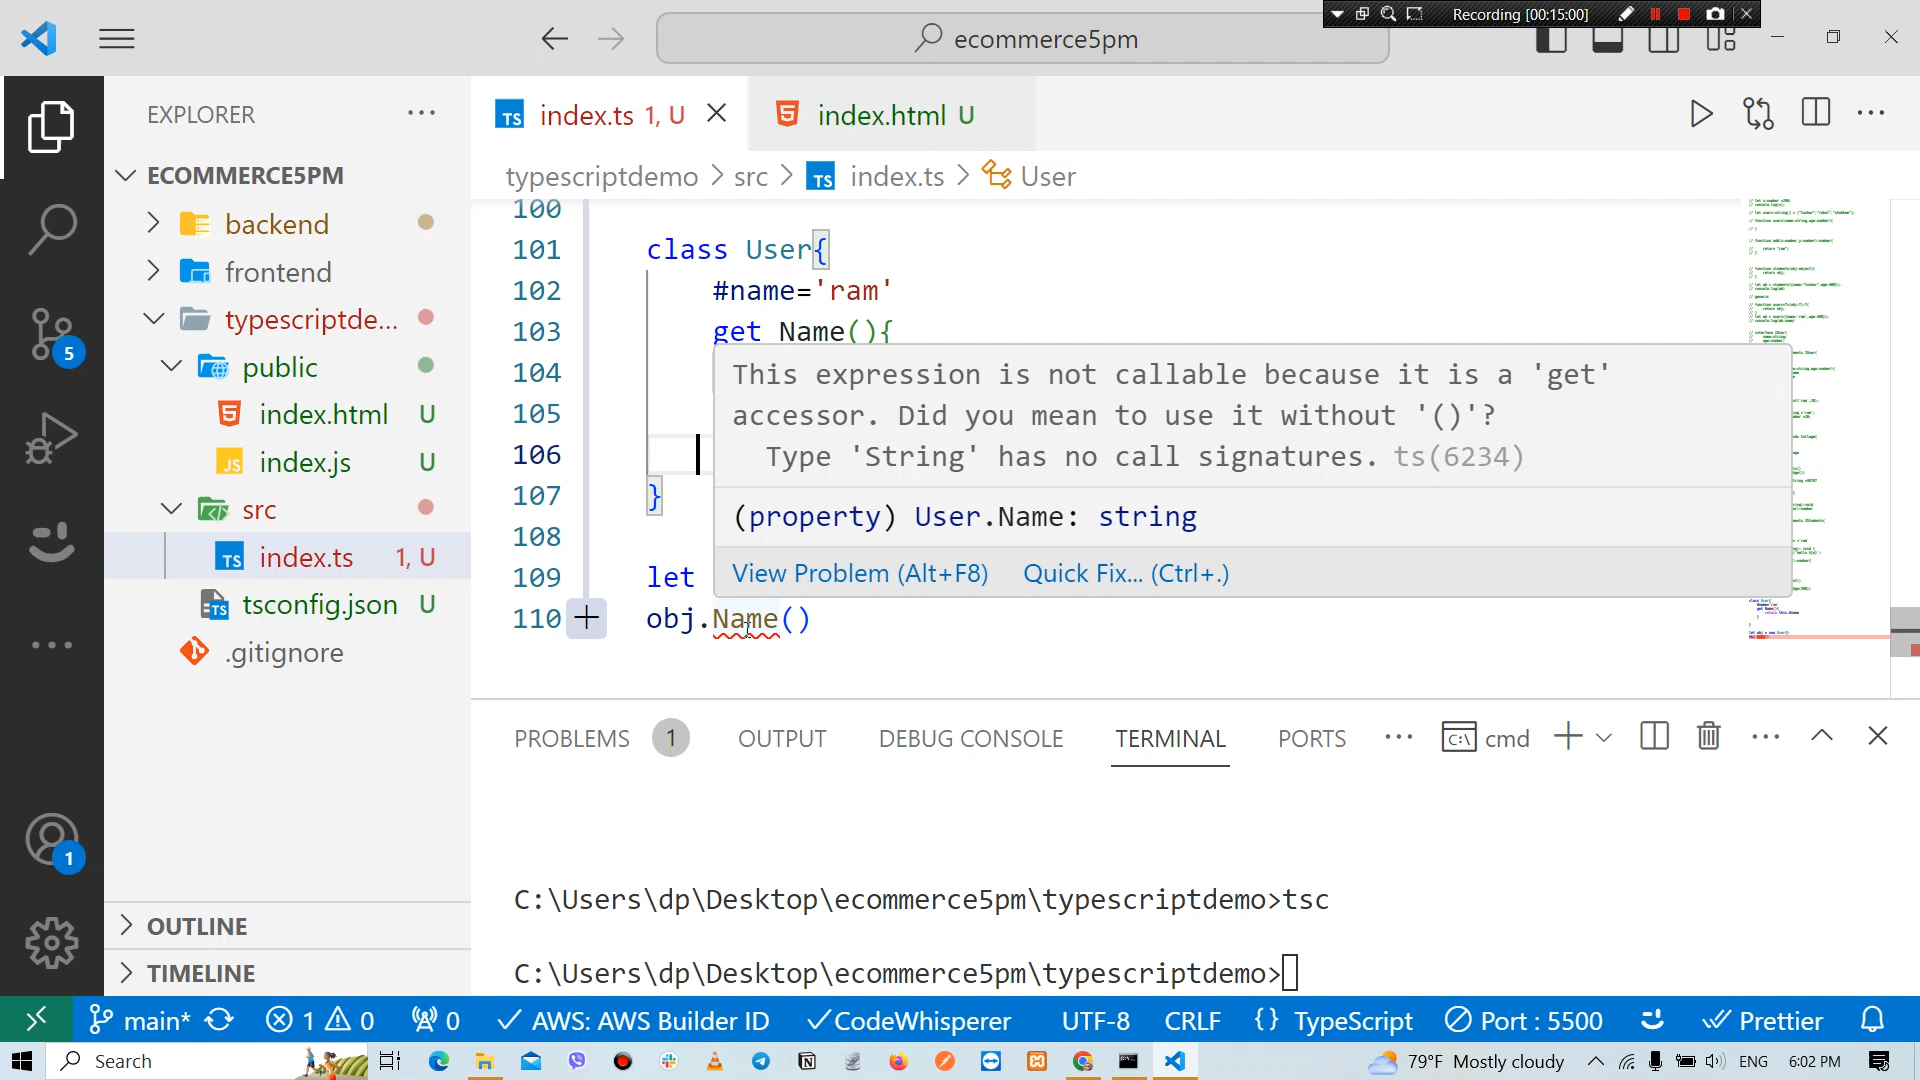 Recording [00:15:00]
ecommerce5pm
EXPLORER
index.ts 1, U
index.html U
ECOMMERCE5PM
typescriptdemo > src > TS index.ts > User
backend
frontend
typescriptde...
public
index.html U
index.js U
src
index.ts 1, U
tsconfig.json U
.gitignore
OUTLINE
TIMELINE
5
1
100
101 class User{
102 #name='ram'
103 get Name(){
104
105
106
107 }
108
109 let
110 obj.Name()
This expression is not callable because it is a 'get'
accessor. Did you mean to use it without '()'?
Type 'String' has no call signatures. ts(6234)
(property) User.Name: string
View Problem (Alt+F8) Quick Fix... (Ctrl+.)
PROBLEMS 1 OUTPUT DEBUG CONSOLE TERMINAL PORTS cmd
C:\Users\dp\Desktop\ecommerce5pm\typescriptdemo>tsc
C:\Users\dp\Desktop\ecommerce5pm\typescriptdemo>
main* 1 0 0 AWS: AWS Builder ID CodeWhisperer UTF-8 CRLF {} TypeScript Port : 5500 Prettier
Search 79°F Mostly cloudy ENG 6:02 PM